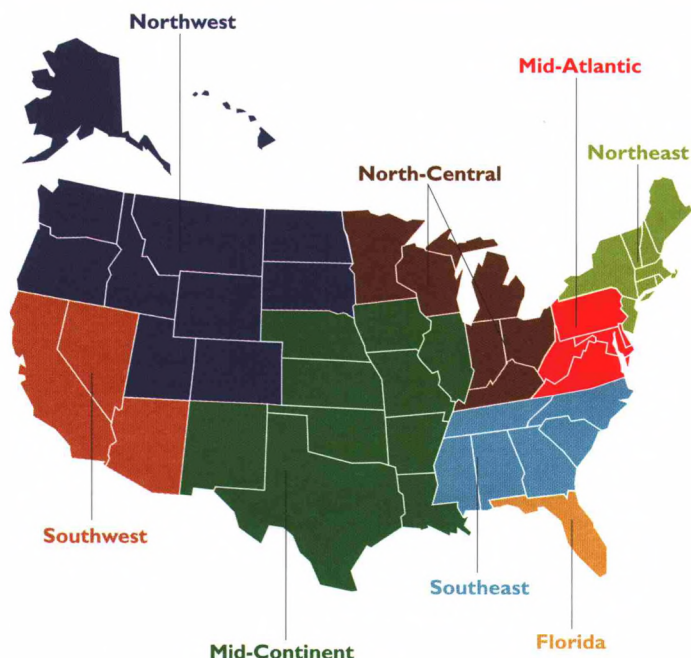 Northwest
Mid-Atlantic
Northeast
North-Central
Southwest
Southeast
Florida
Mid-Continent